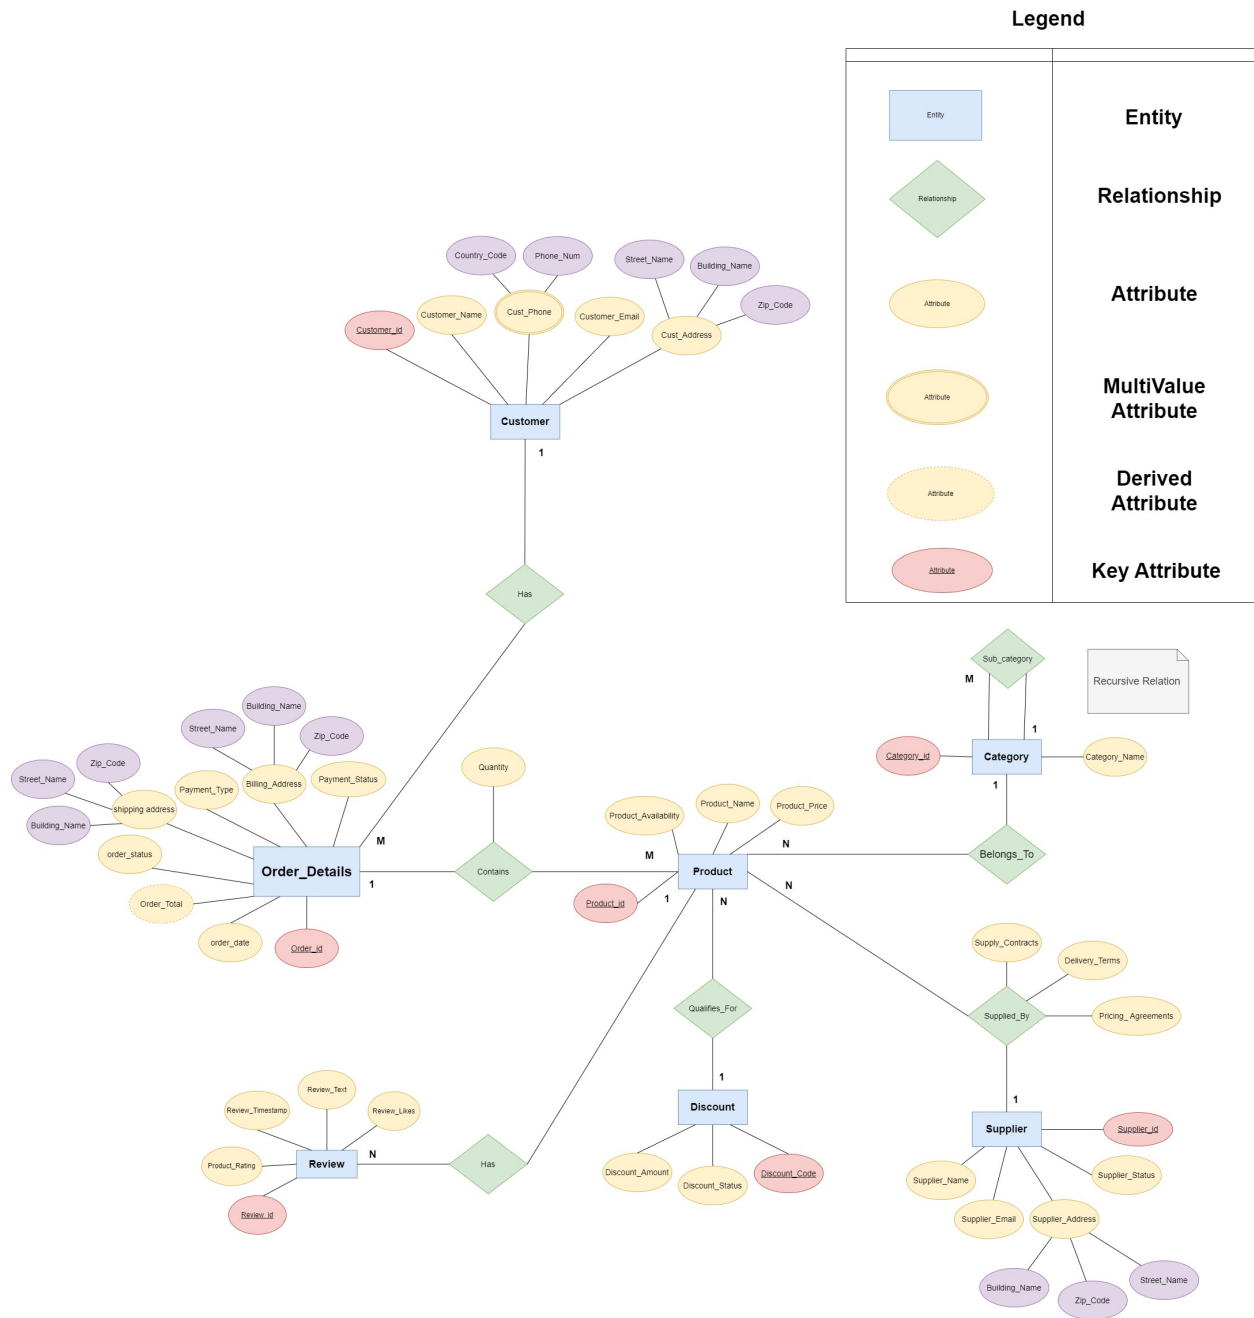 Legend
Entity
Entity
Relationship
Relationship
Attribute
Attribute
Attribute
MultiValue
Attribute
Attribute
Derived
Attribute
Attribute
Key Attribute
Country_Code
Phone_Num
Street_Name
Building_Name
Zip_Code
Customer_id
Customer_Name
Cust_Phone
Customer_Email
Cust_Address
Customer
1
Has
Sub_category
M
1
Recursive Relation
Category_id
Category
Category_Name
1
Building_Name
Street_Name
Zip_Code
Zip_Code
Street_Name
Building_Name
shipping address
Payment_Type
Billing_Address
Payment_Status
order_status
Order_Total
order_date
Order_id
Order_Details
M
1
Quantity
Contains
Product_Availability
Product_Name
Product_Price
M
Product
N
Belongs_To
Product_id
1
N
N
Supply_Contracts
Delivery_Terms
Pricing_ Agreements
Supplied_By
Qualifies_For
1
1
Discount
Discount_Amount
Discount_Status
Discount_Code
Review_Text
Review_Timestamp
Review_Likes
Product_Rating
Review
N
Has
Review_id
Supplier
Supplier_id
Supplier_Name
Supplier_Status
Supplier_Email
Supplier_Address
Building_Name
Zip_Code
Street_Name